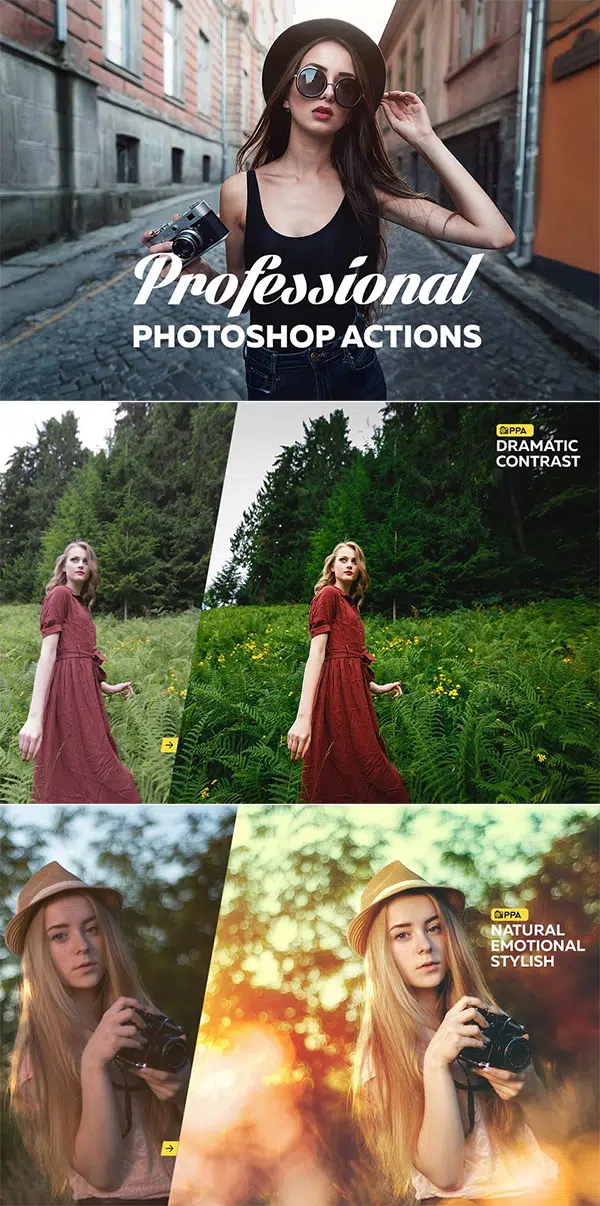 Professional
PHOTOSHOP ACTIONS
PPA
DRAMATIC
CONTRAST
PPA
NATURAL
EMOTIONAL
STYLISH